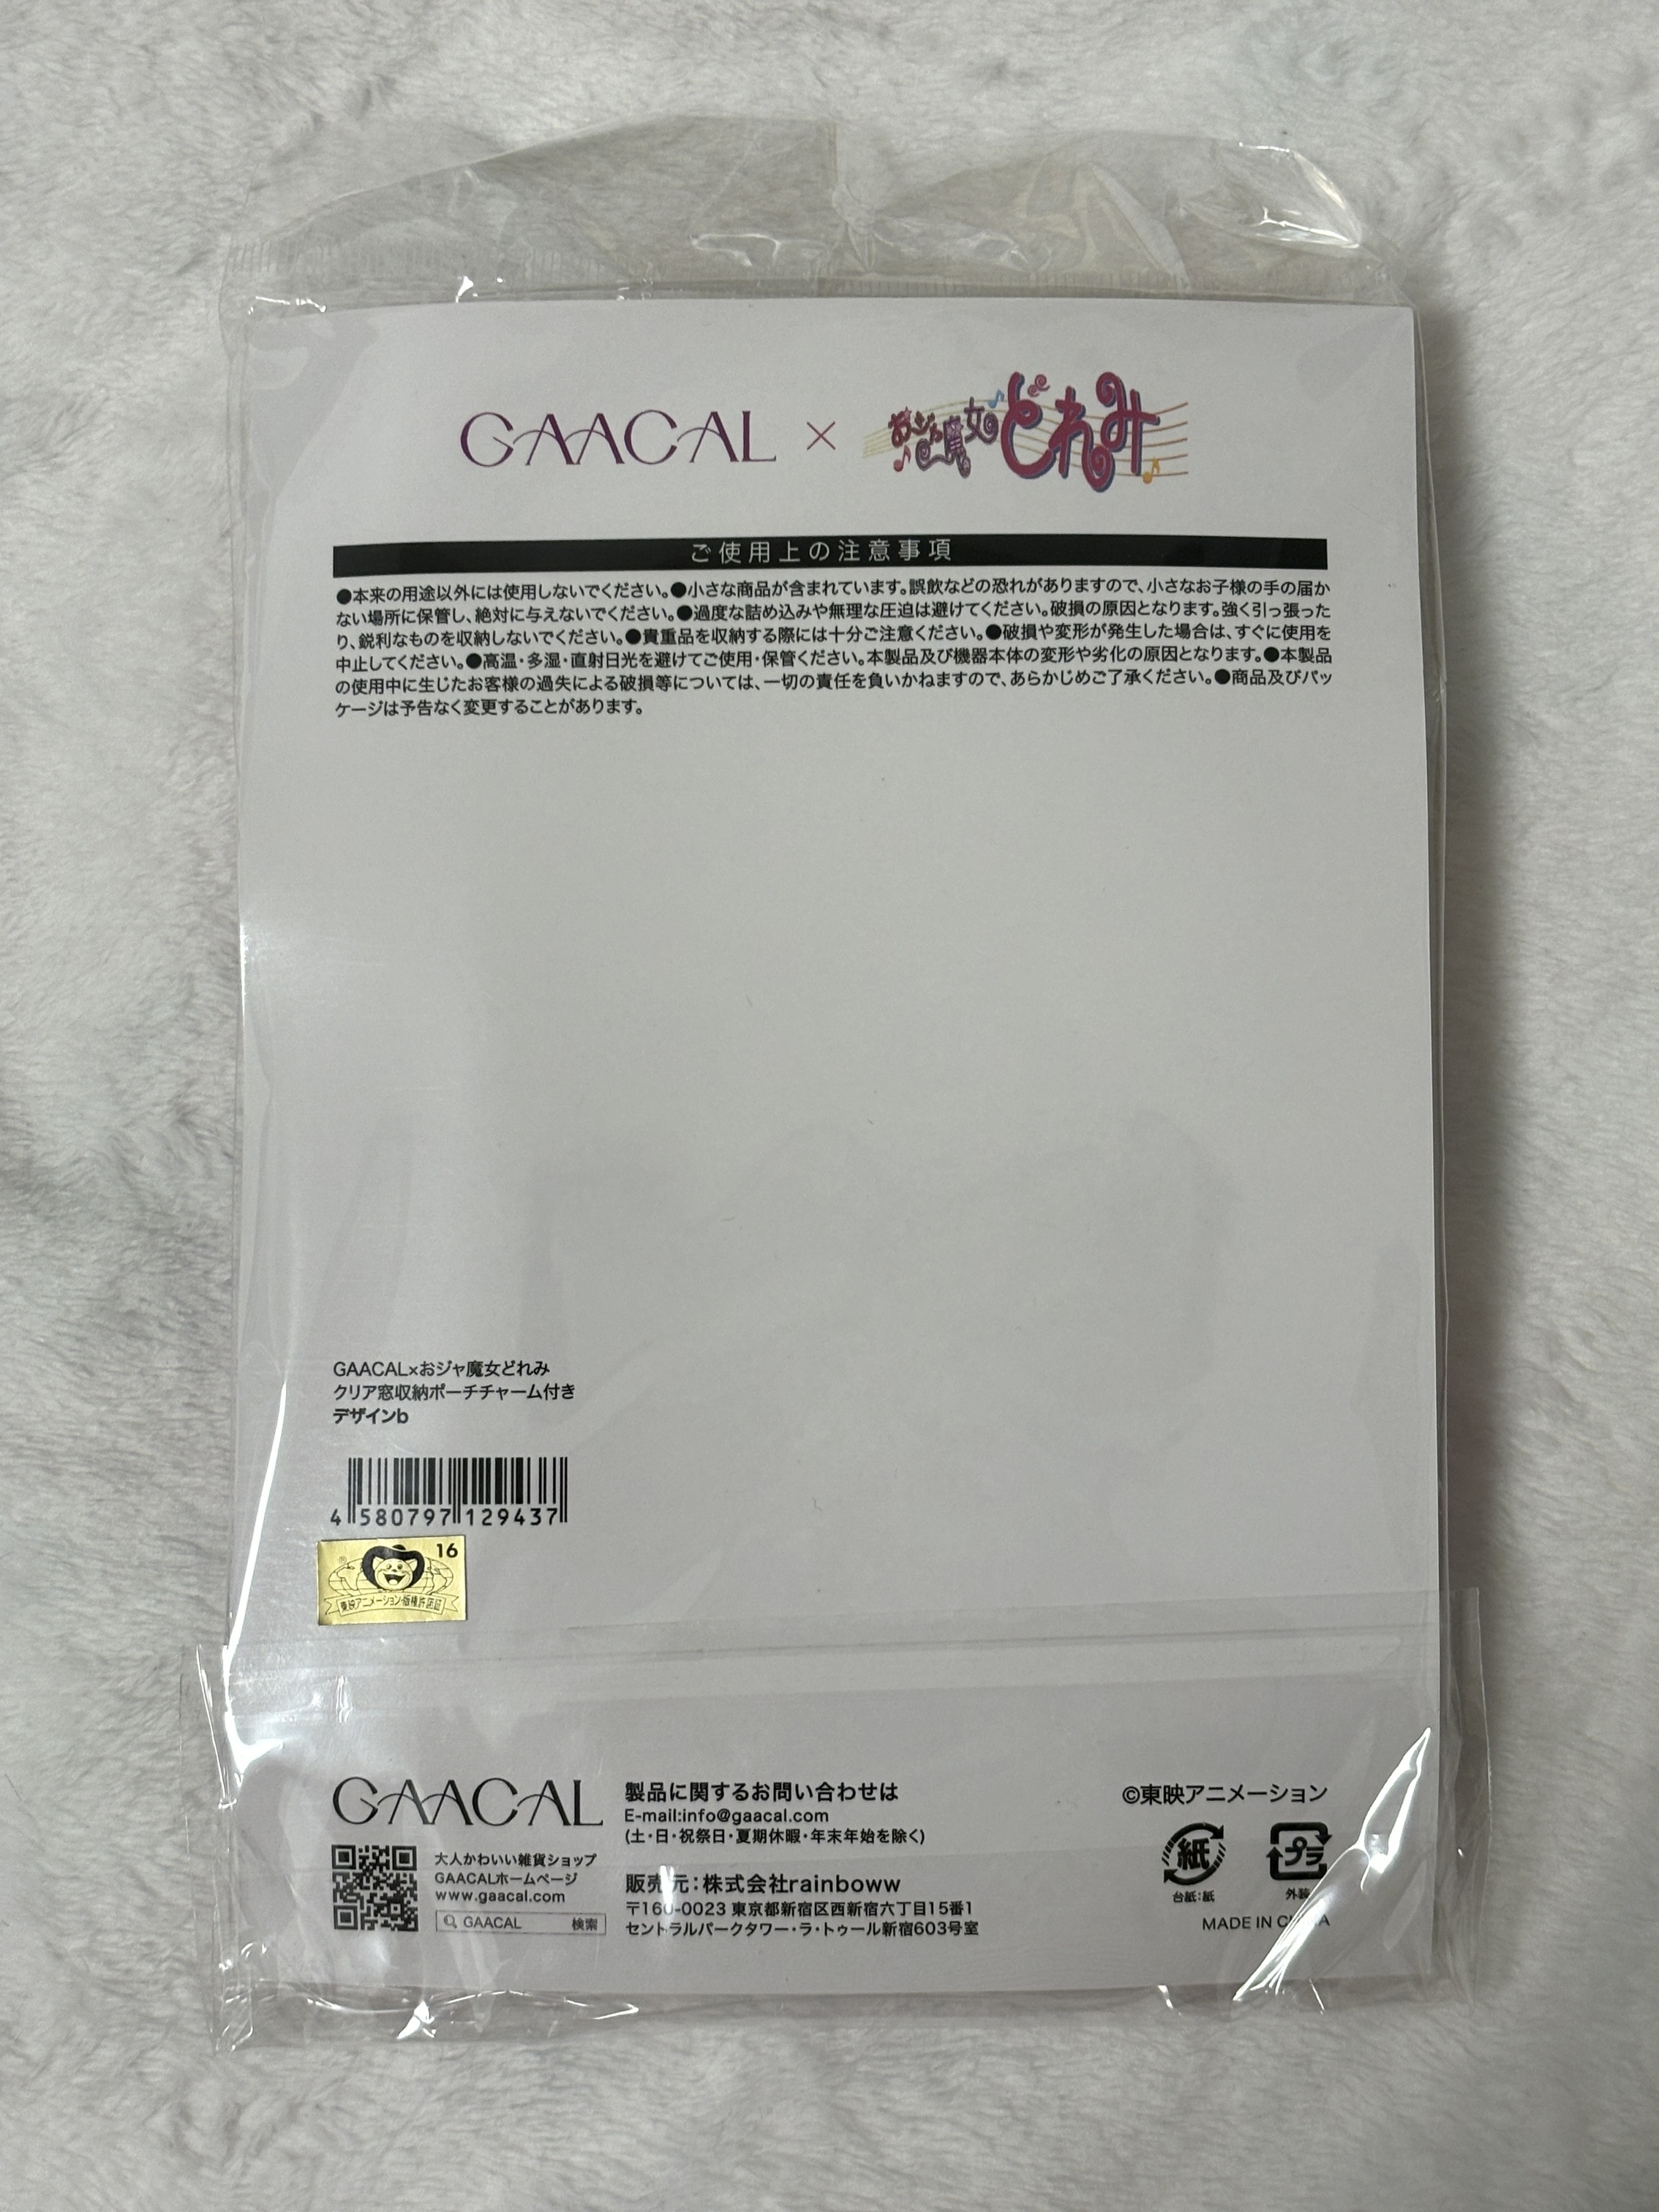 GAACAL × おジャ魔女どれみ
ご使用上の注意事項
●本来の用途以外には使用しないでください。●小さな商品が含まれています。誤飲などの恐れがありますので、小さなお子様の手の届か
ない場所に保管し、絶対に与えないでください。●過度な詰め込みや無理な圧迫は避けてください。破損の原因となります。強く引っ張った
り、鋭利なものを収納しないでください。●貴重品を収納する際には十分ご注意ください。●破損や変形が発生した場合は、すぐに使用を
中止してください。●高温・多湿・直射日光を避けてご使用・保管ください。本製品及び機器本体の変形や劣化の原因となります。●本製品
の使用中に生じたお客様の過失による破損等については、一切の責任を負いかねますので、あらかじめご了承ください。●商品及びパッ
ケージは予告なく変更することがあります。
GAACAL×おジャ魔女どれみ
クリア窓収納ポーチチャーム付き
デザインb
4 580797 129437
16
東映アニメーション・版権許諾証
GAACAL
大人かわいい雑貨ショップ
GAACALホームページ
www.gaacal.com
GAACAL 検索
製品に関するお問い合わせは
E-mail:info@gaacal.com
(土・日・祝祭日・夏期休暇・年末年始を除く)
販売元：株式会社rainboww
〒160-0023 東京都新宿区西新宿六丁目15番1
セントラルパークタワー・ラ・トゥール新宿603号室
©東映アニメーション
紙
台紙:紙
プラ
外装
MADE IN CHINA